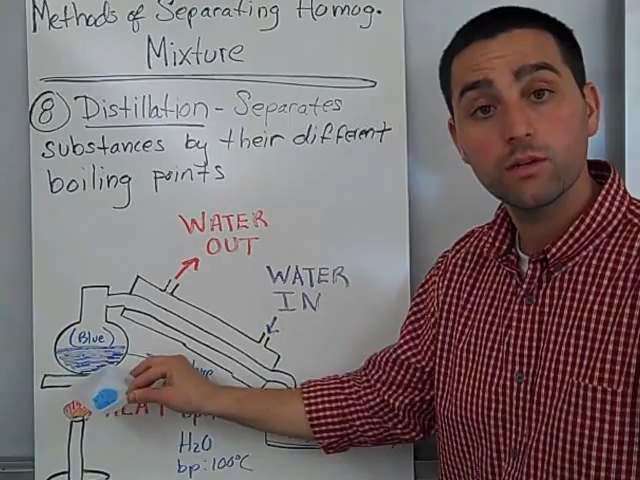 Methods of Separating Homog.
Mixture
8 Distillation - Separates
substances by their different
boiling points
WATER
OUT
WATER
IN
(Blue)
H2O
bp: 100°C